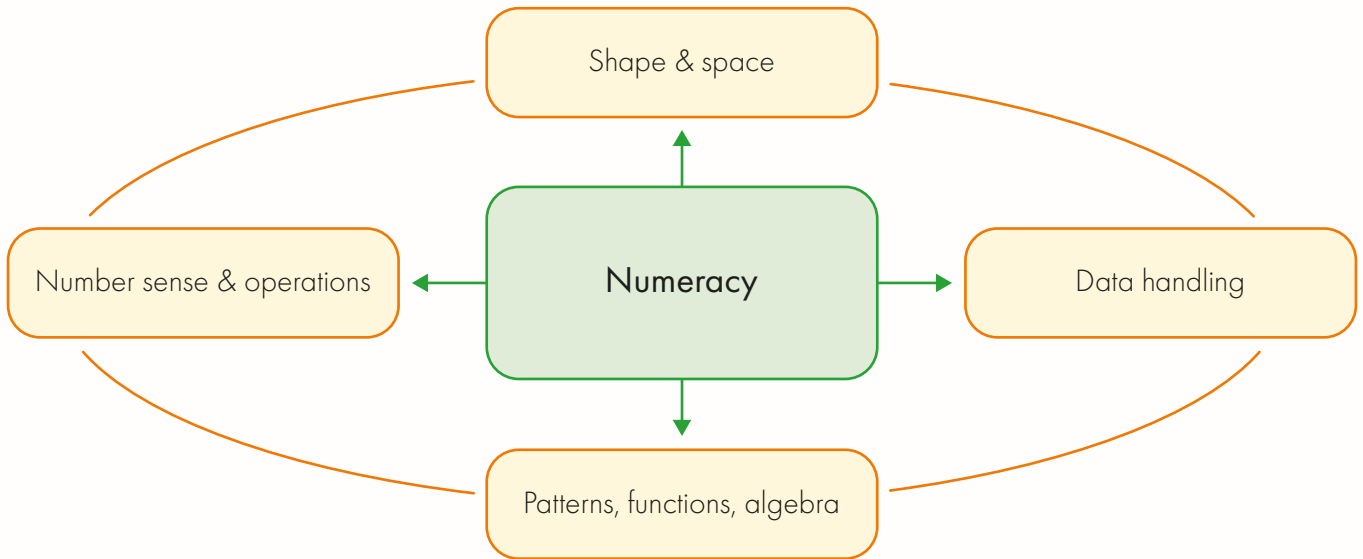 Shape & space
Number sense & operations
Numeracy
Data handling
Patterns, functions, algebra